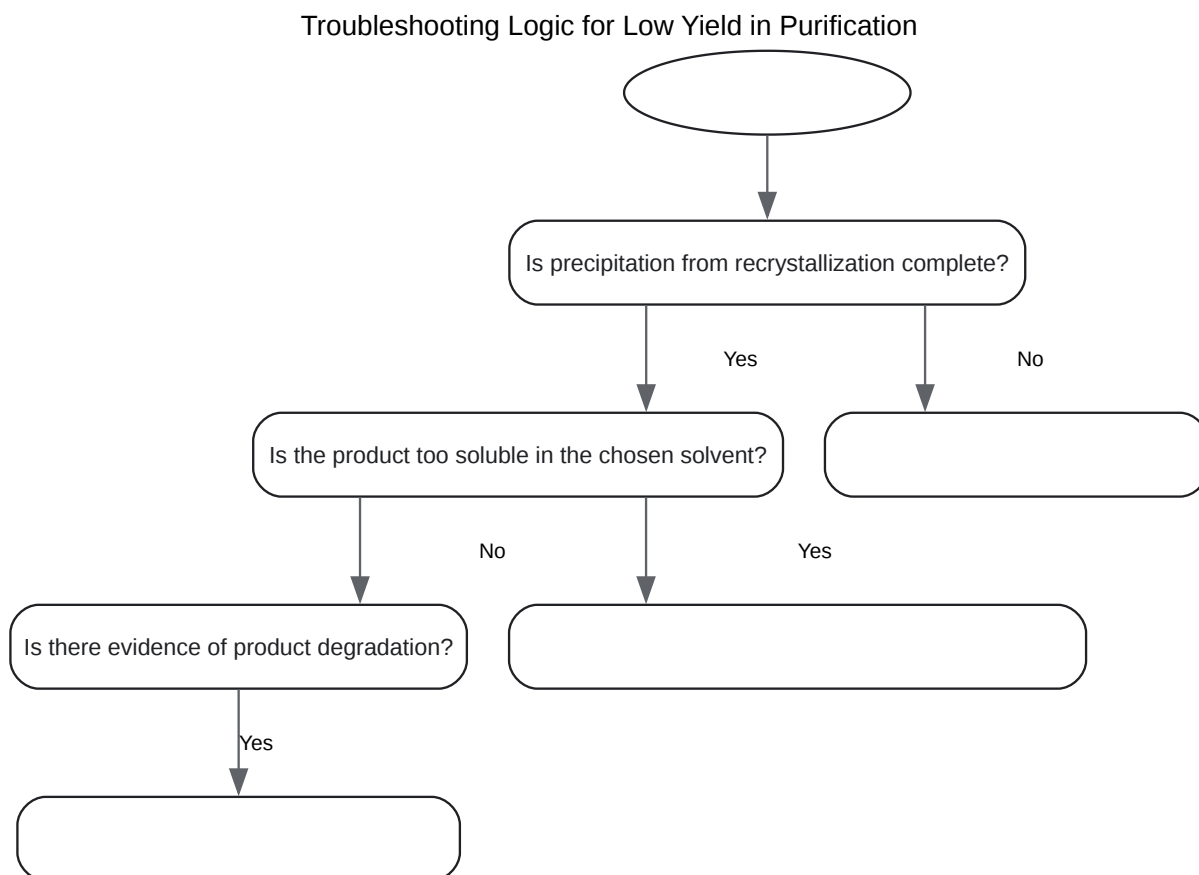 Troubleshooting Logic for Low Yield in Purification
Is precipitation from recrystallization complete?
Yes
No
Is the product too soluble in the chosen solvent?
No
Yes
Is there evidence of product degradation?
Yes